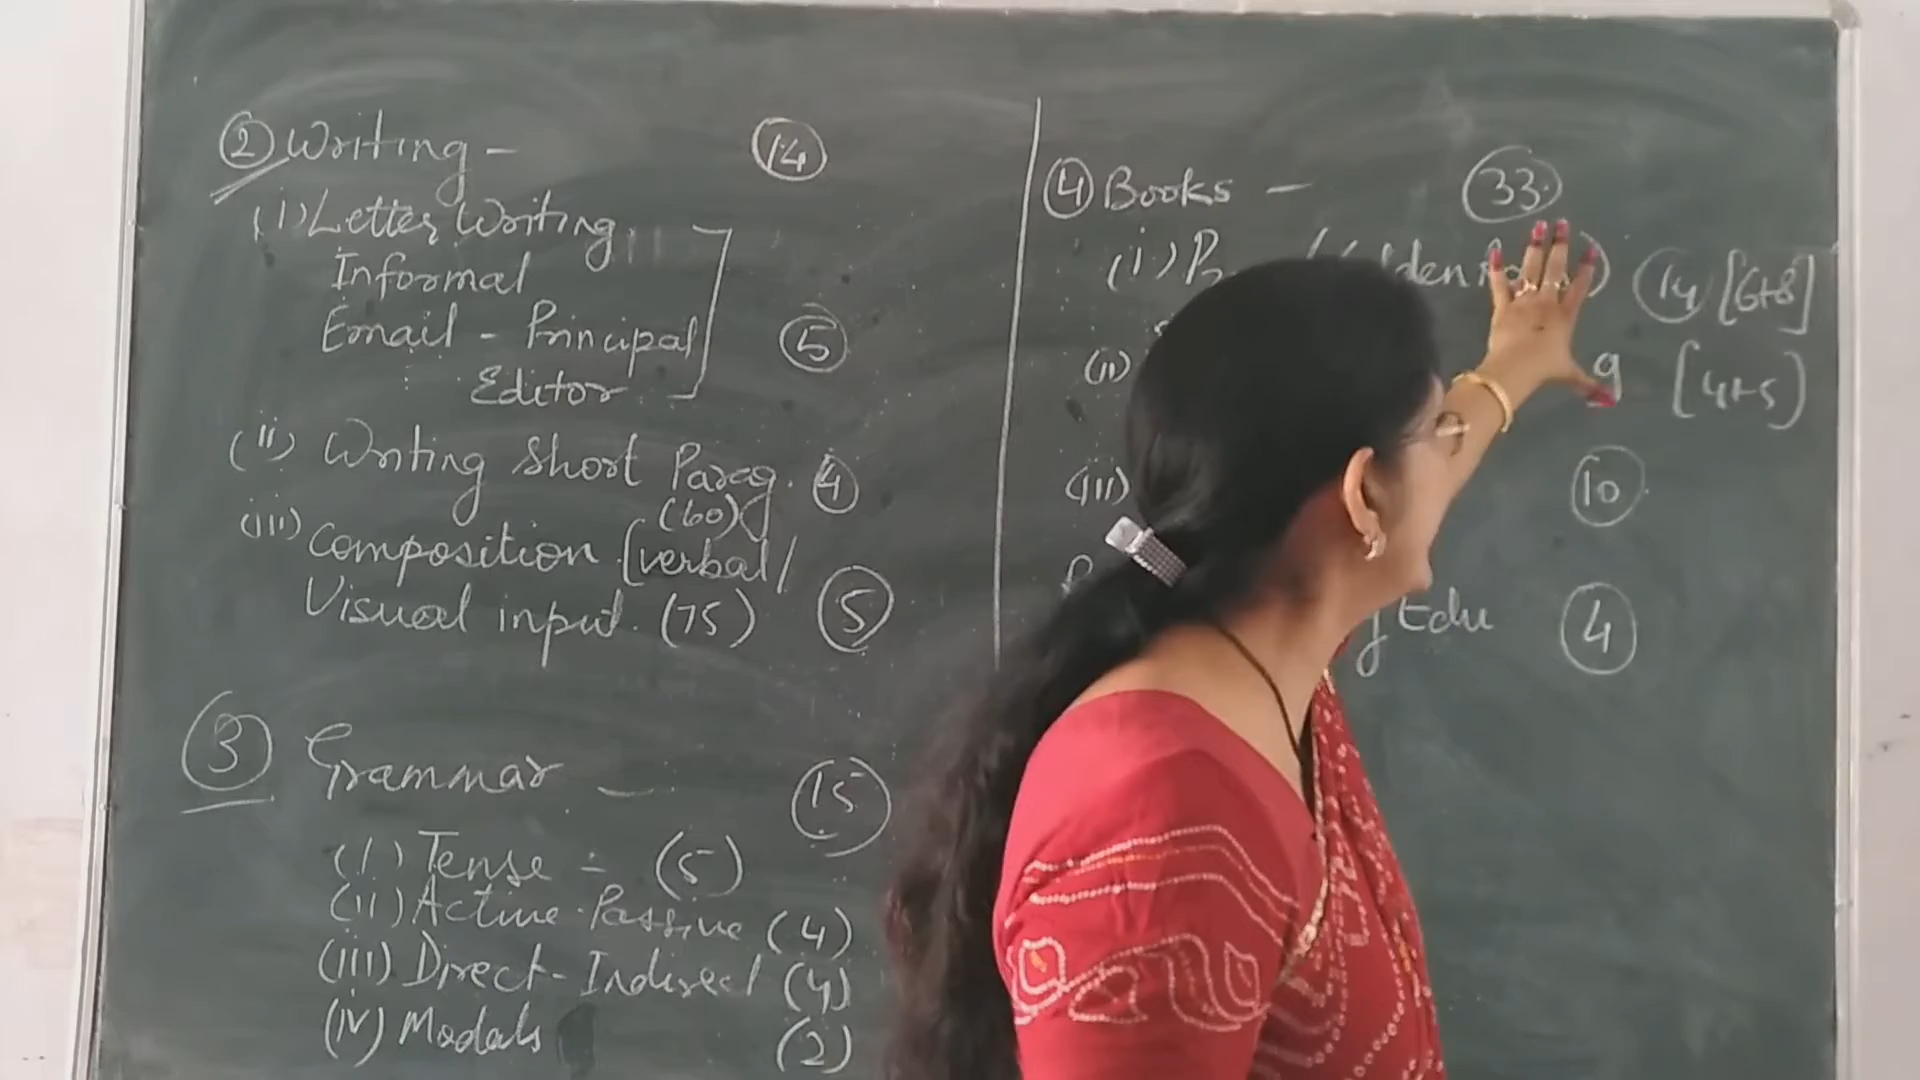 ② Writing - 14
(i) Letter Writing
Informal
Email - Principal 5
Editor
(ii) Writing Short Parag. 4
(60)
(iii) Composition [verbal/
Visual input. (75) 5
③ Grammar - 15
(i) Tense - (5)
(ii) Active-Passive (4)
(iii) Direct-Indirect (4)
(iv) Modals (2)
④ Books - 33
(i) 14 [6+8]
(ii) 9 [4+5]
(iii) 10
Edu 4